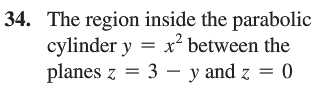 34. The region inside the parabolic
cylinder y = x² between the
planes z = 3 − y and z = 0